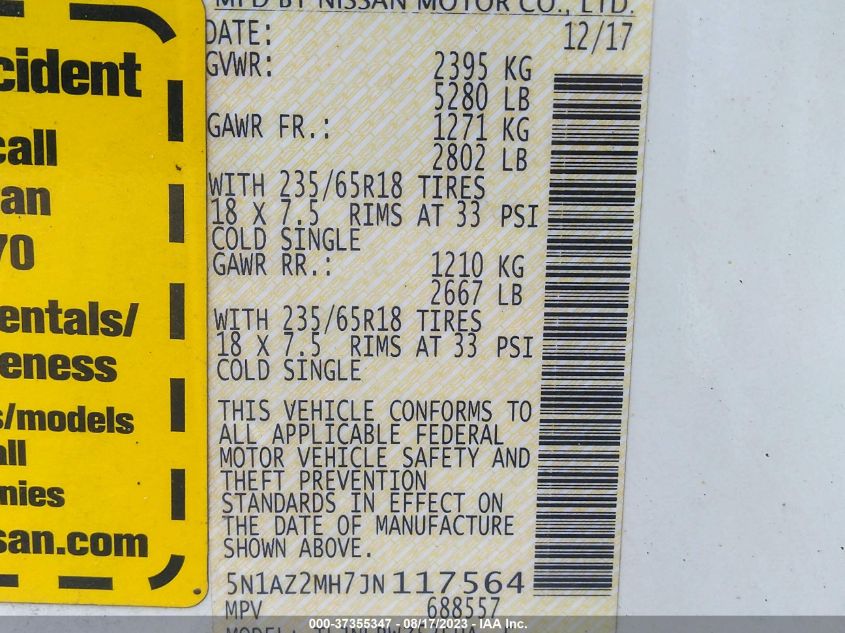 cident
call
an
70
entals/
eness
s/models
all
nies
san.com
MFD BY NISSAN MOTOR CO., LTD.
DATE: 12/17
GVWR: 2395 KG
5280 LB
GAWR FR.: 1271 KG
2802 LB
WITH 235/65R18 TIRES
18 X 7.5 RIMS AT 33 PSI
COLD SINGLE
GAWR RR.: 1210 KG
2667 LB
WITH 235/65R18 TIRES
18 X 7.5 RIMS AT 33 PSI
COLD SINGLE
THIS VEHICLE CONFORMS TO
ALL APPLICABLE FEDERAL
MOTOR VEHICLE SAFETY AND
THEFT PREVENTION
STANDARDS IN EFFECT ON
THE DATE OF MANUFACTURE
SHOWN ABOVE.
5N1AZ2MH7JN117564
MPV 688557
MODEL:
000-37355347 - 08/17/2023 - IAA Inc.